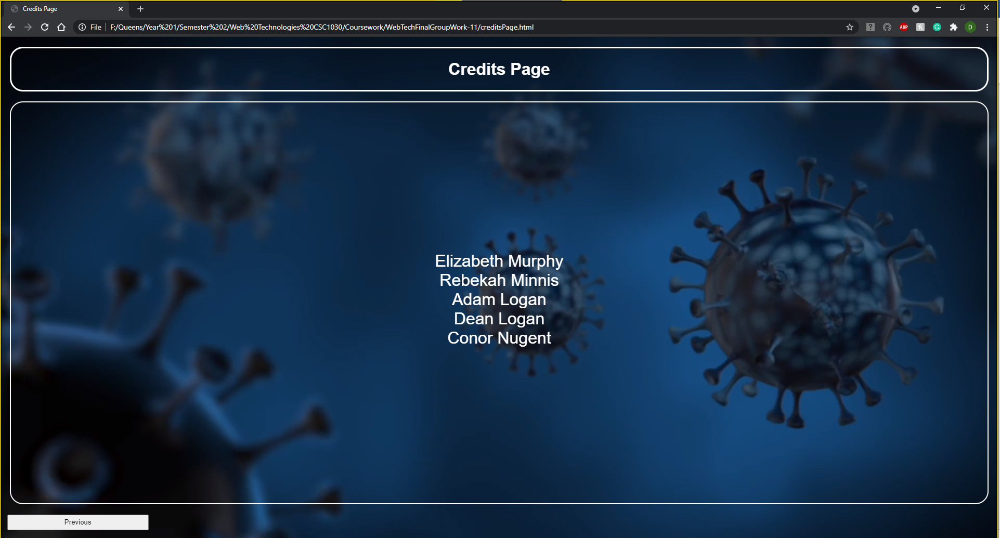 Credits Page
File
F:/Queens/Year%201/Semester%202/Web%20Technologies%20CSC1030/Coursework/WebTechFinalGroupWork-11/creditsPage.html
?
ABP
D
Credits Page
Elizabeth Murphy
Rebekah Minnis
Adam Logan
Dean Logan
Conor Nugent
Previous